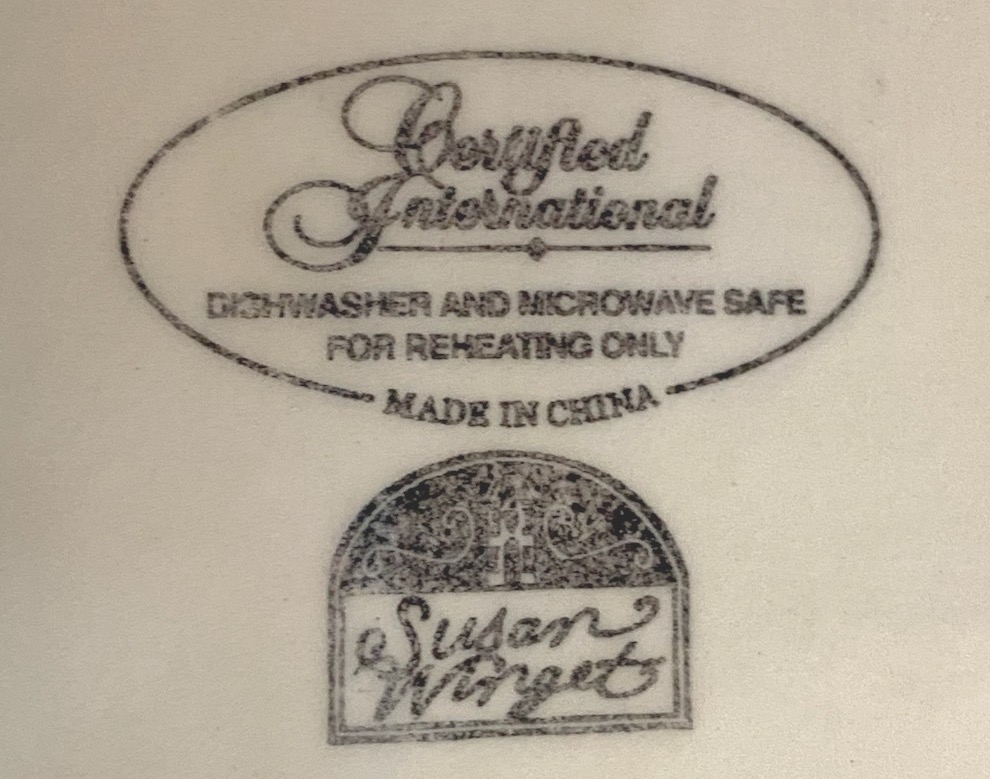 Certified
International
DISHWASHER AND MICROWAVE SAFE
FOR REHEATING ONLY
MADE IN CHINA
Susan
Winget